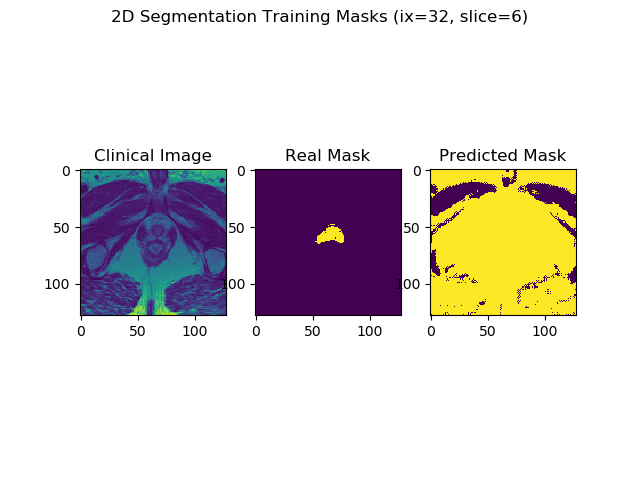 2D Segmentation Training Masks (ix=32, slice=6)
Clinical Image Real Mask Predicted Mask
0 0 0
50 50 50
100 100 100
0 50 100 0 50 100 0 50 100